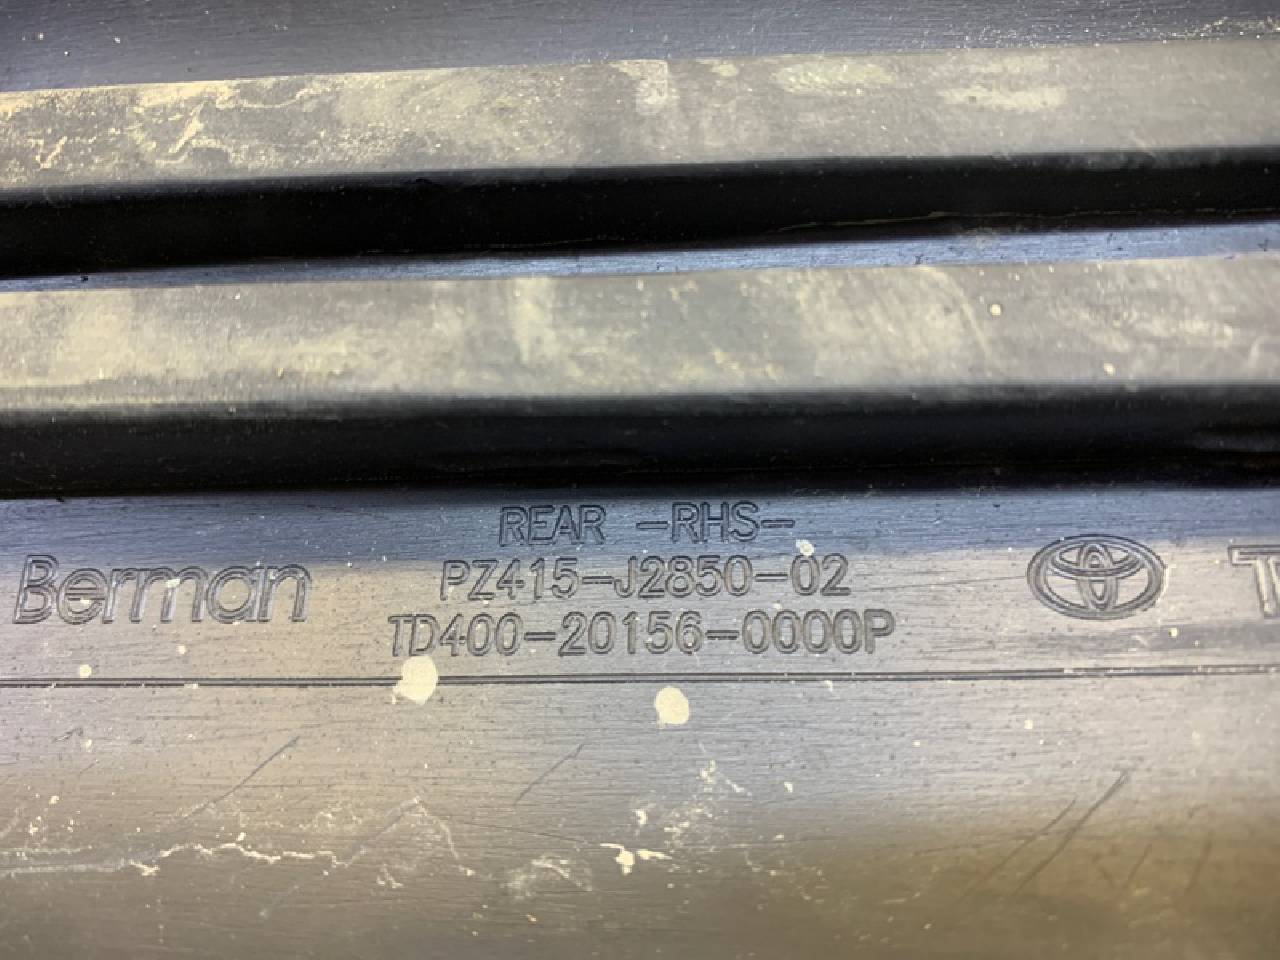 REAR -RHS-
Berman
PZ415-J2850-02
TD400-20156-0000P